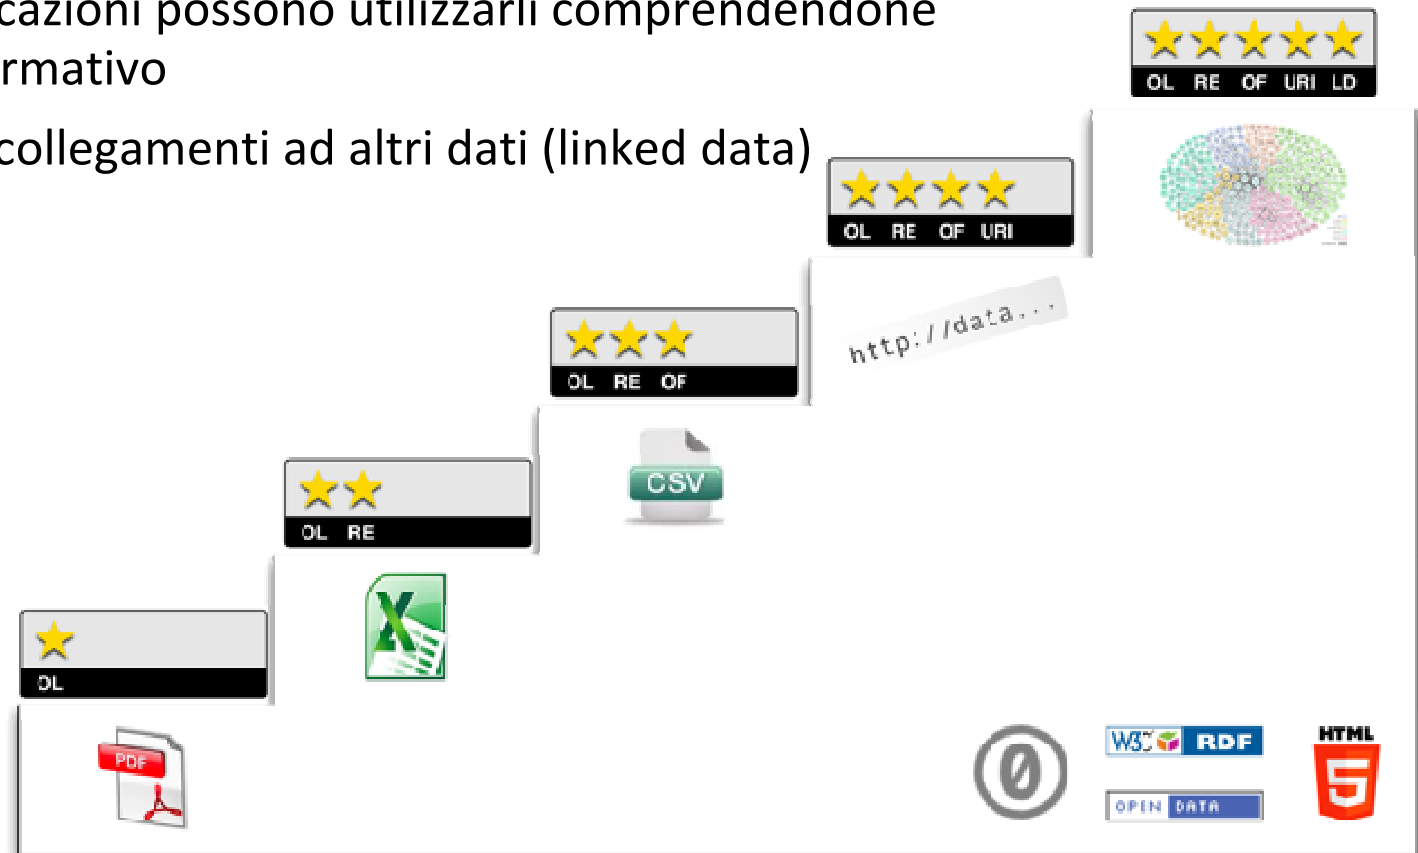 cazioni possono utilizzarli comprendendone
rmativo
collegamenti ad altri dati (linked data)
OL RE OF URI LD
OL RE OF URI
http://data...
OL RE OF
CSV
OL RE
OL
PDF
W3C RDF
HTML
OPEN DATA